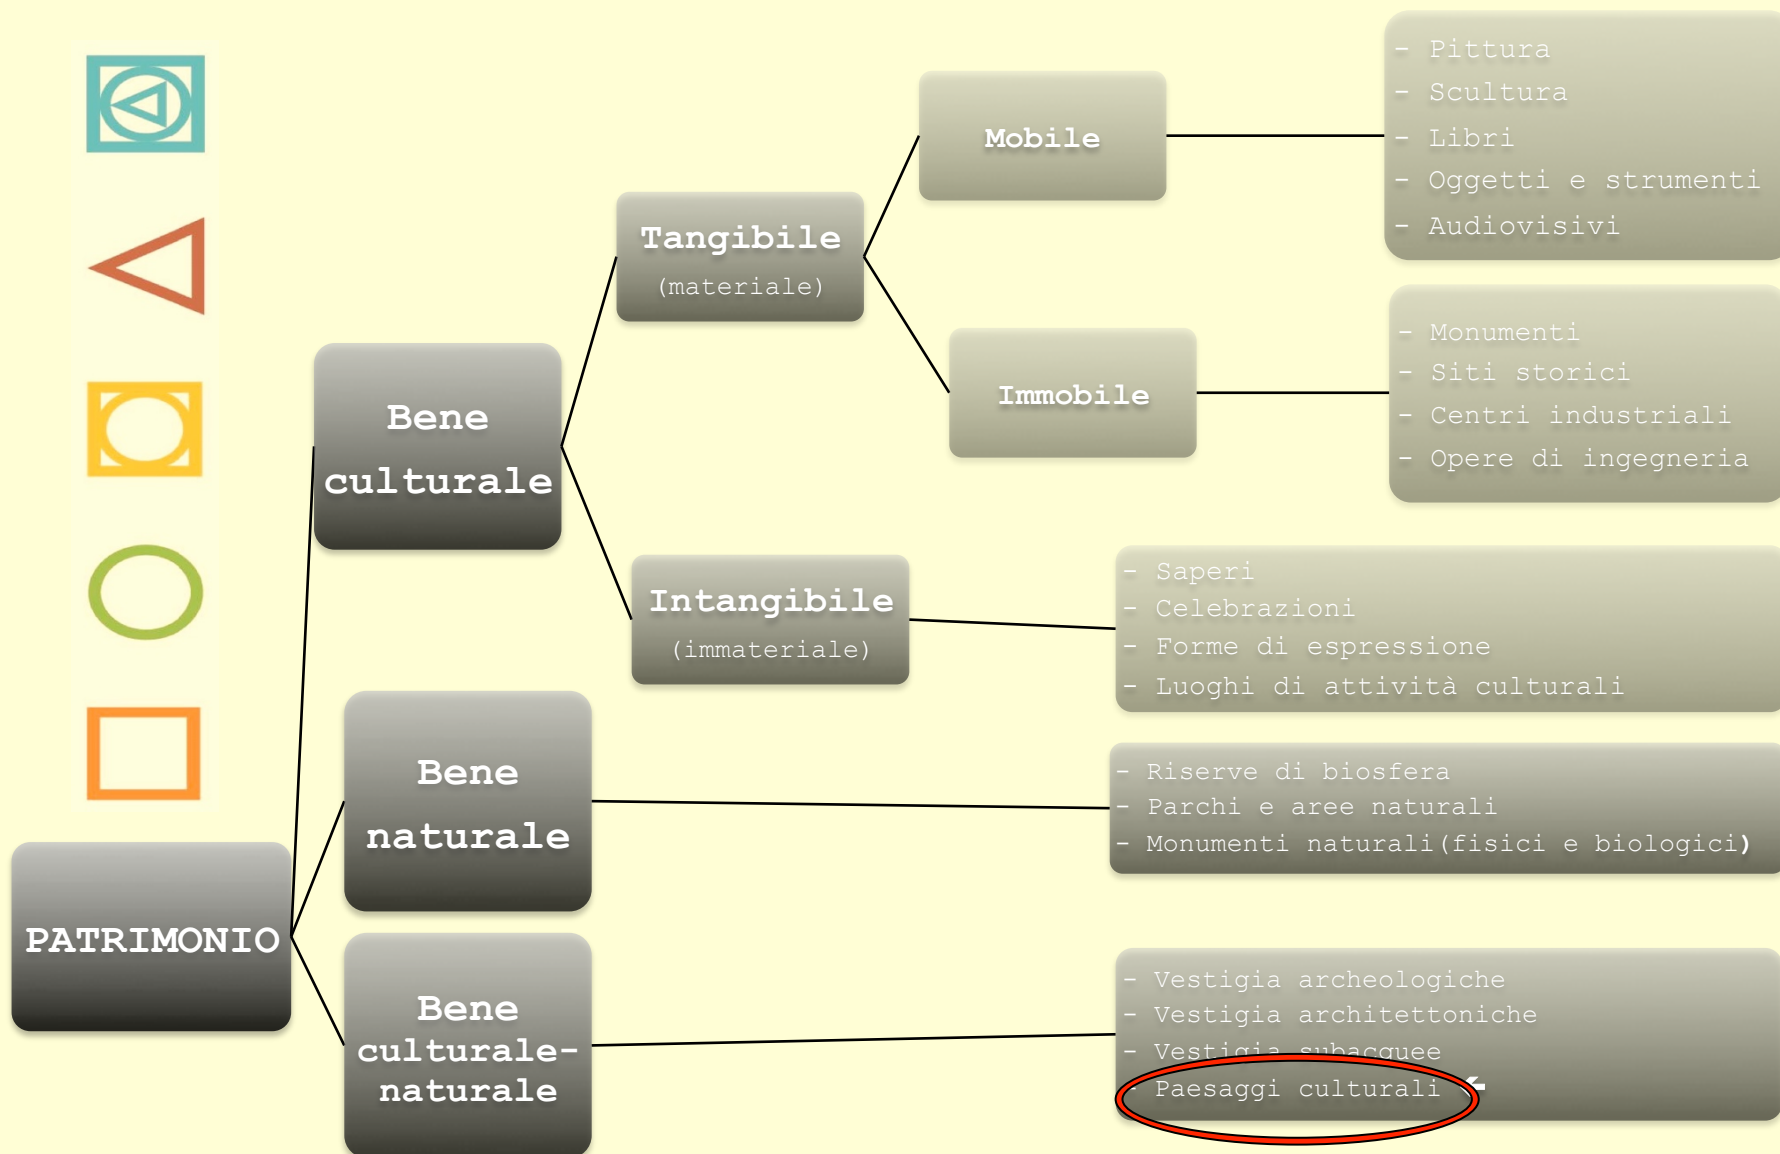 - Pittura
- Scultura
- Libri
- Oggetti e strumenti
- Audiovisivi
Mobile
Tangibile
(materiale)
- Monumenti
- Siti storici
- Centri industriali
- Opere di ingegneria
Immobile
Bene
culturale
- Saperi
- Celebrazioni
- Forme di espressione
- Luoghi di attività culturali
Intangibile
(immateriale)
Bene
naturale
- Riserve di biosfera
- Parchi e aree naturali
- Monumenti naturali(fisici e biologici)
PATRIMONIO
Bene
culturale-
naturale
- Vestigia archeologiche
- Vestigia architettoniche
- Vestigia subacquee
- Paesaggi culturali ←